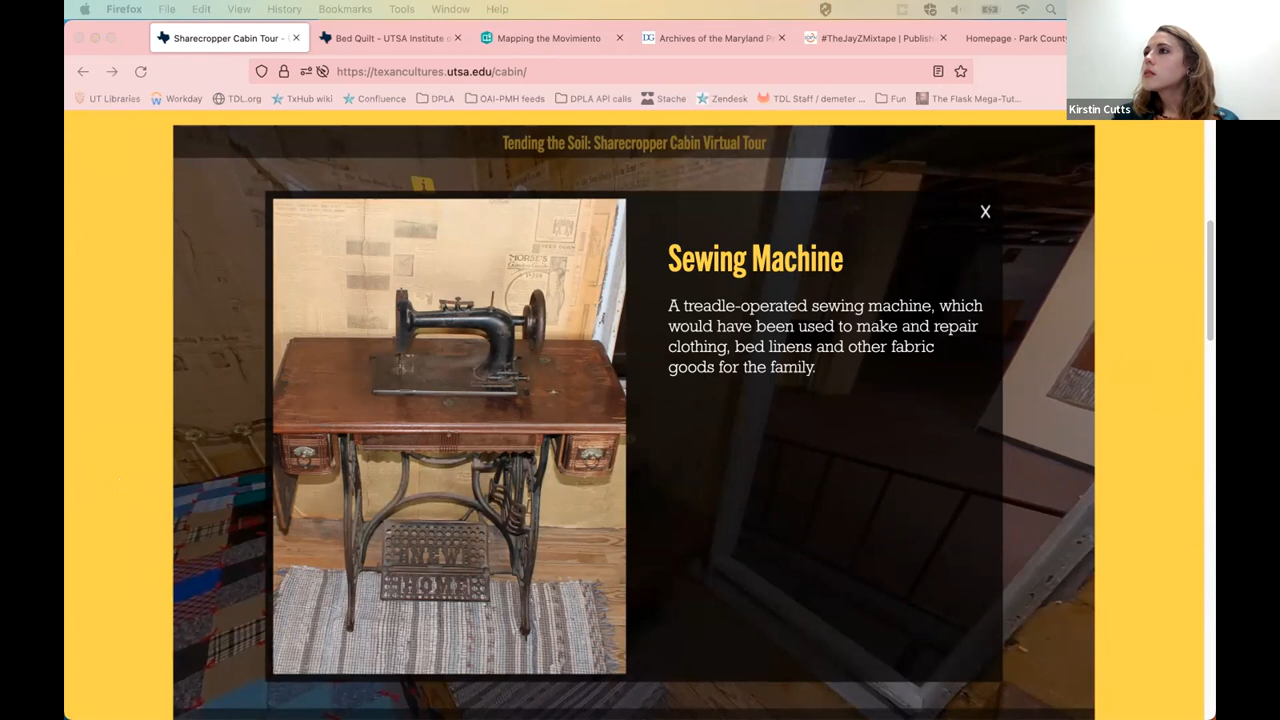 Firefox File Edit View History Bookmarks Tools Window Help
Sharecropper Cabin Tour -
Bed Quilt - UTSA Institute o
Mapping the Movimiento
DG Archives of the Maryland P
#TheJayZMixtape | Publish
Homepage - Park County
https://texancultures.utsa.edu/cabin/
UT Libraries Workday TDL.org TxHub wiki Confluence DPLA OAI-PMH feeds DPLA API calls Stache Zendesk TDL Staff / demeter ... Fun The Flask Mega-Tut...
Kirstin Cutts
Tending the Soil: Sharecropper Cabin Virtual Tour
X
Sewing Machine
A treadle-operated sewing machine, which
would have been used to make and repair
clothing, bed linens and other fabric
goods for the family.
MORSE'S
NEW
HOME